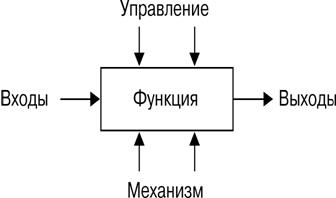 Управление
Входы
Функция
Выходы
Механизм